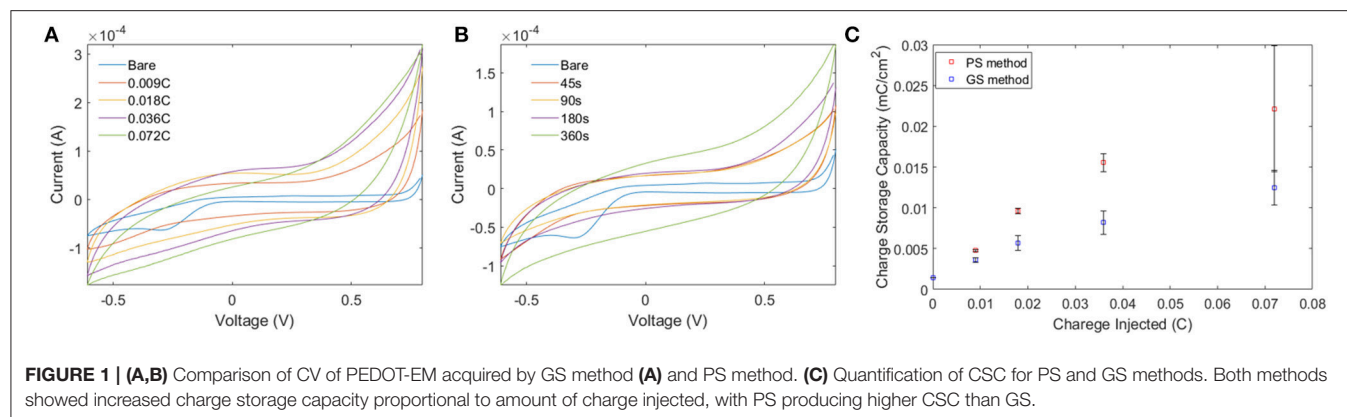 A
×10⁻⁴
3
2
1
0
-1
Current (A)
Bare
0.009C
0.018C
0.036C
0.072C
-0.5
0
0.5
Voltage (V)
B
×10⁻⁴
1.5
1
0.5
0
-0.5
-1
Current (A)
Bare
45s
90s
180s
360s
-0.5
0
0.5
Voltage (V)
C
0.03
0.025
0.02
0.015
0.01
0.005
0
Charge Storage Capacity (mC/cm²)
PS method
GS method
0 0.01 0.02 0.03 0.04 0.05 0.06 0.07 0.08
Charege Injected (C)
FIGURE 1 | (A,B) Comparison of CV of PEDOT-EM acquired by GS method (A) and PS method. (C) Quantification of CSC for PS and GS methods. Both methods
showed increased charge storage capacity proportional to amount of charge injected, with PS producing higher CSC than GS.